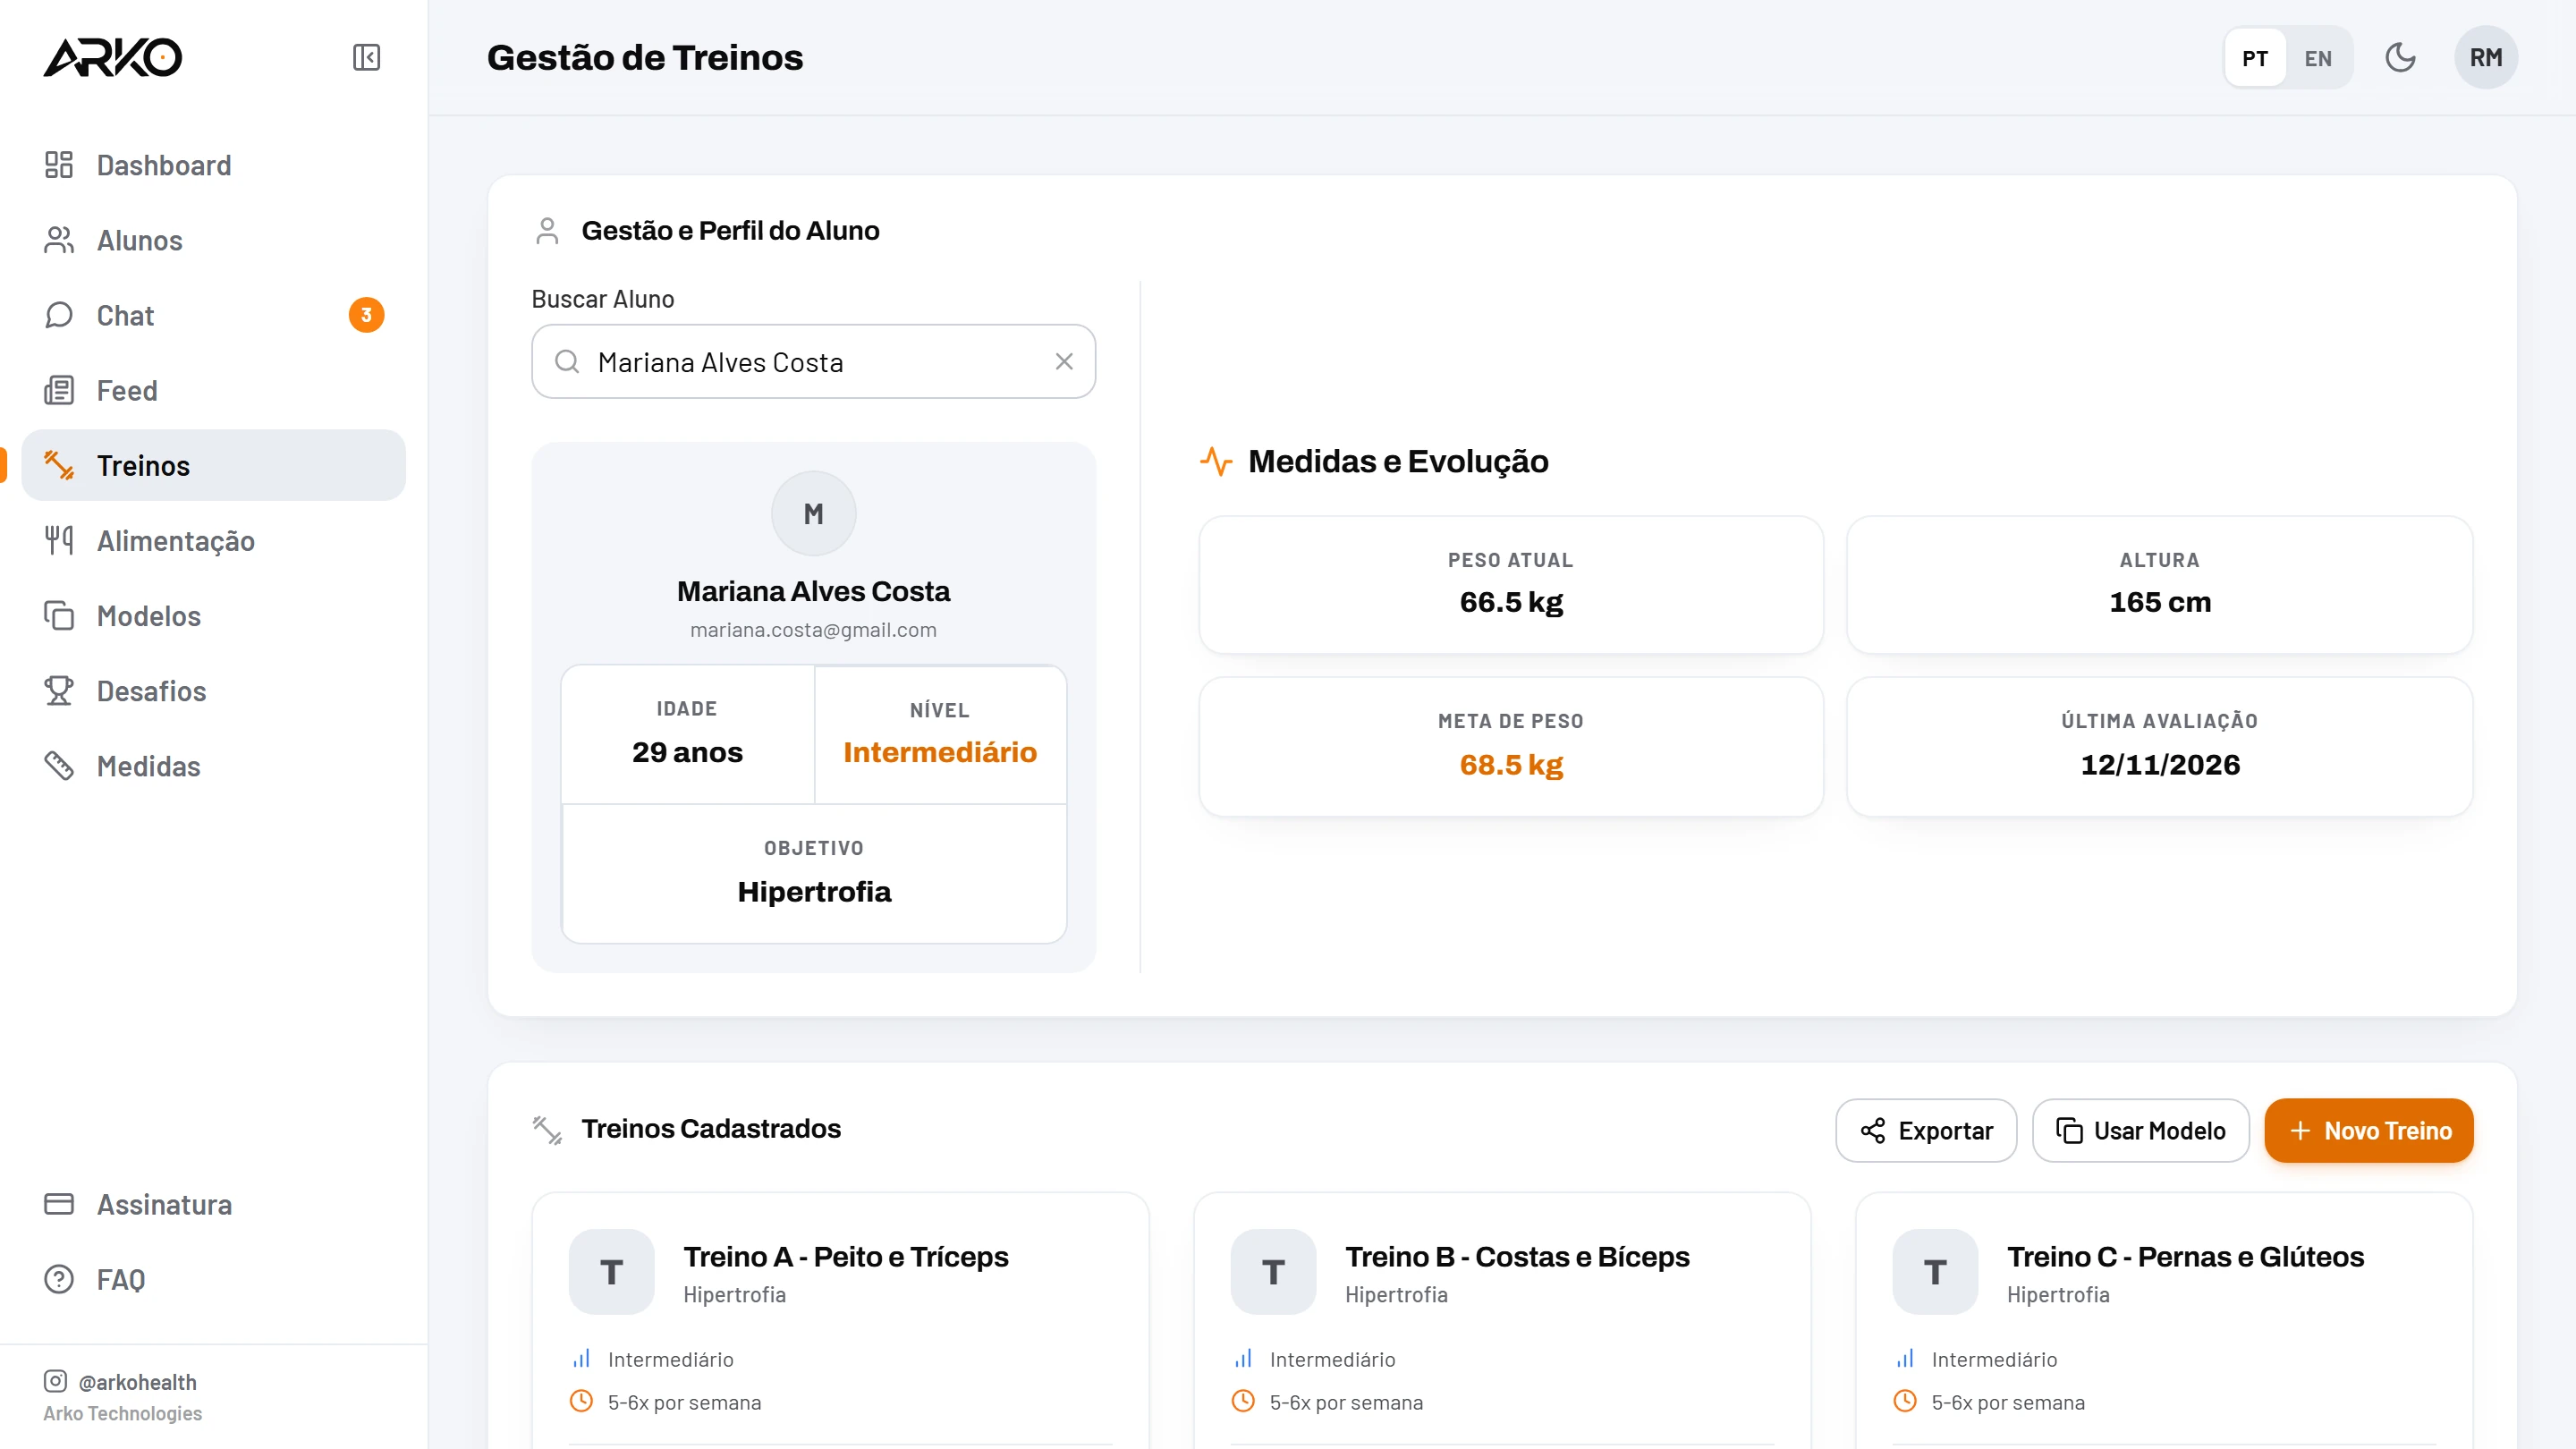 ARKO
Dashboard
Alunos
Chat
3
Feed
Treinos
Alimentação
Modelos
Desafios
Medidas
Assinatura
FAQ
@arkohealth
Arko Technologies
Gestão de Treinos
PT
EN
RM
Gestão e Perfil do Aluno
Buscar Aluno
Mariana Alves Costa
M
Mariana Alves Costa
mariana.costa@gmail.com
IDADE
29 anos
NÍVEL
Intermediário
OBJETIVO
Hipertrofia
Medidas e Evolução
PESO ATUAL
66.5 kg
ALTURA
165 cm
META DE PESO
68.5 kg
ÚLTIMA AVALIAÇÃO
12/11/2026
Treinos Cadastrados
Exportar
Usar Modelo
Novo Treino
T
Treino A - Peito e Tríceps
Hipertrofia
Intermediário
5-6x por semana
T
Treino B - Costas e Bíceps
Hipertrofia
Intermediário
5-6x por semana
T
Treino C - Pernas e Glúteos
Hipertrofia
Intermediário
5-6x por semana